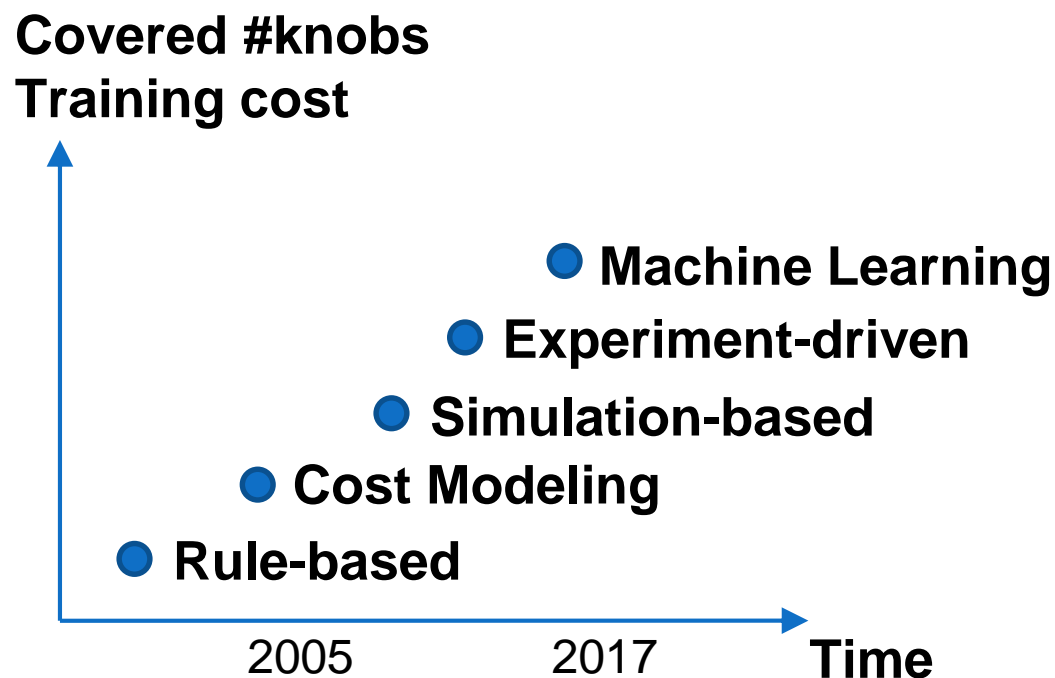 Covered #knobs
Training cost
Machine Learning
Experiment-driven
Simulation-based
Cost Modeling
Rule-based
2005 2017 Time